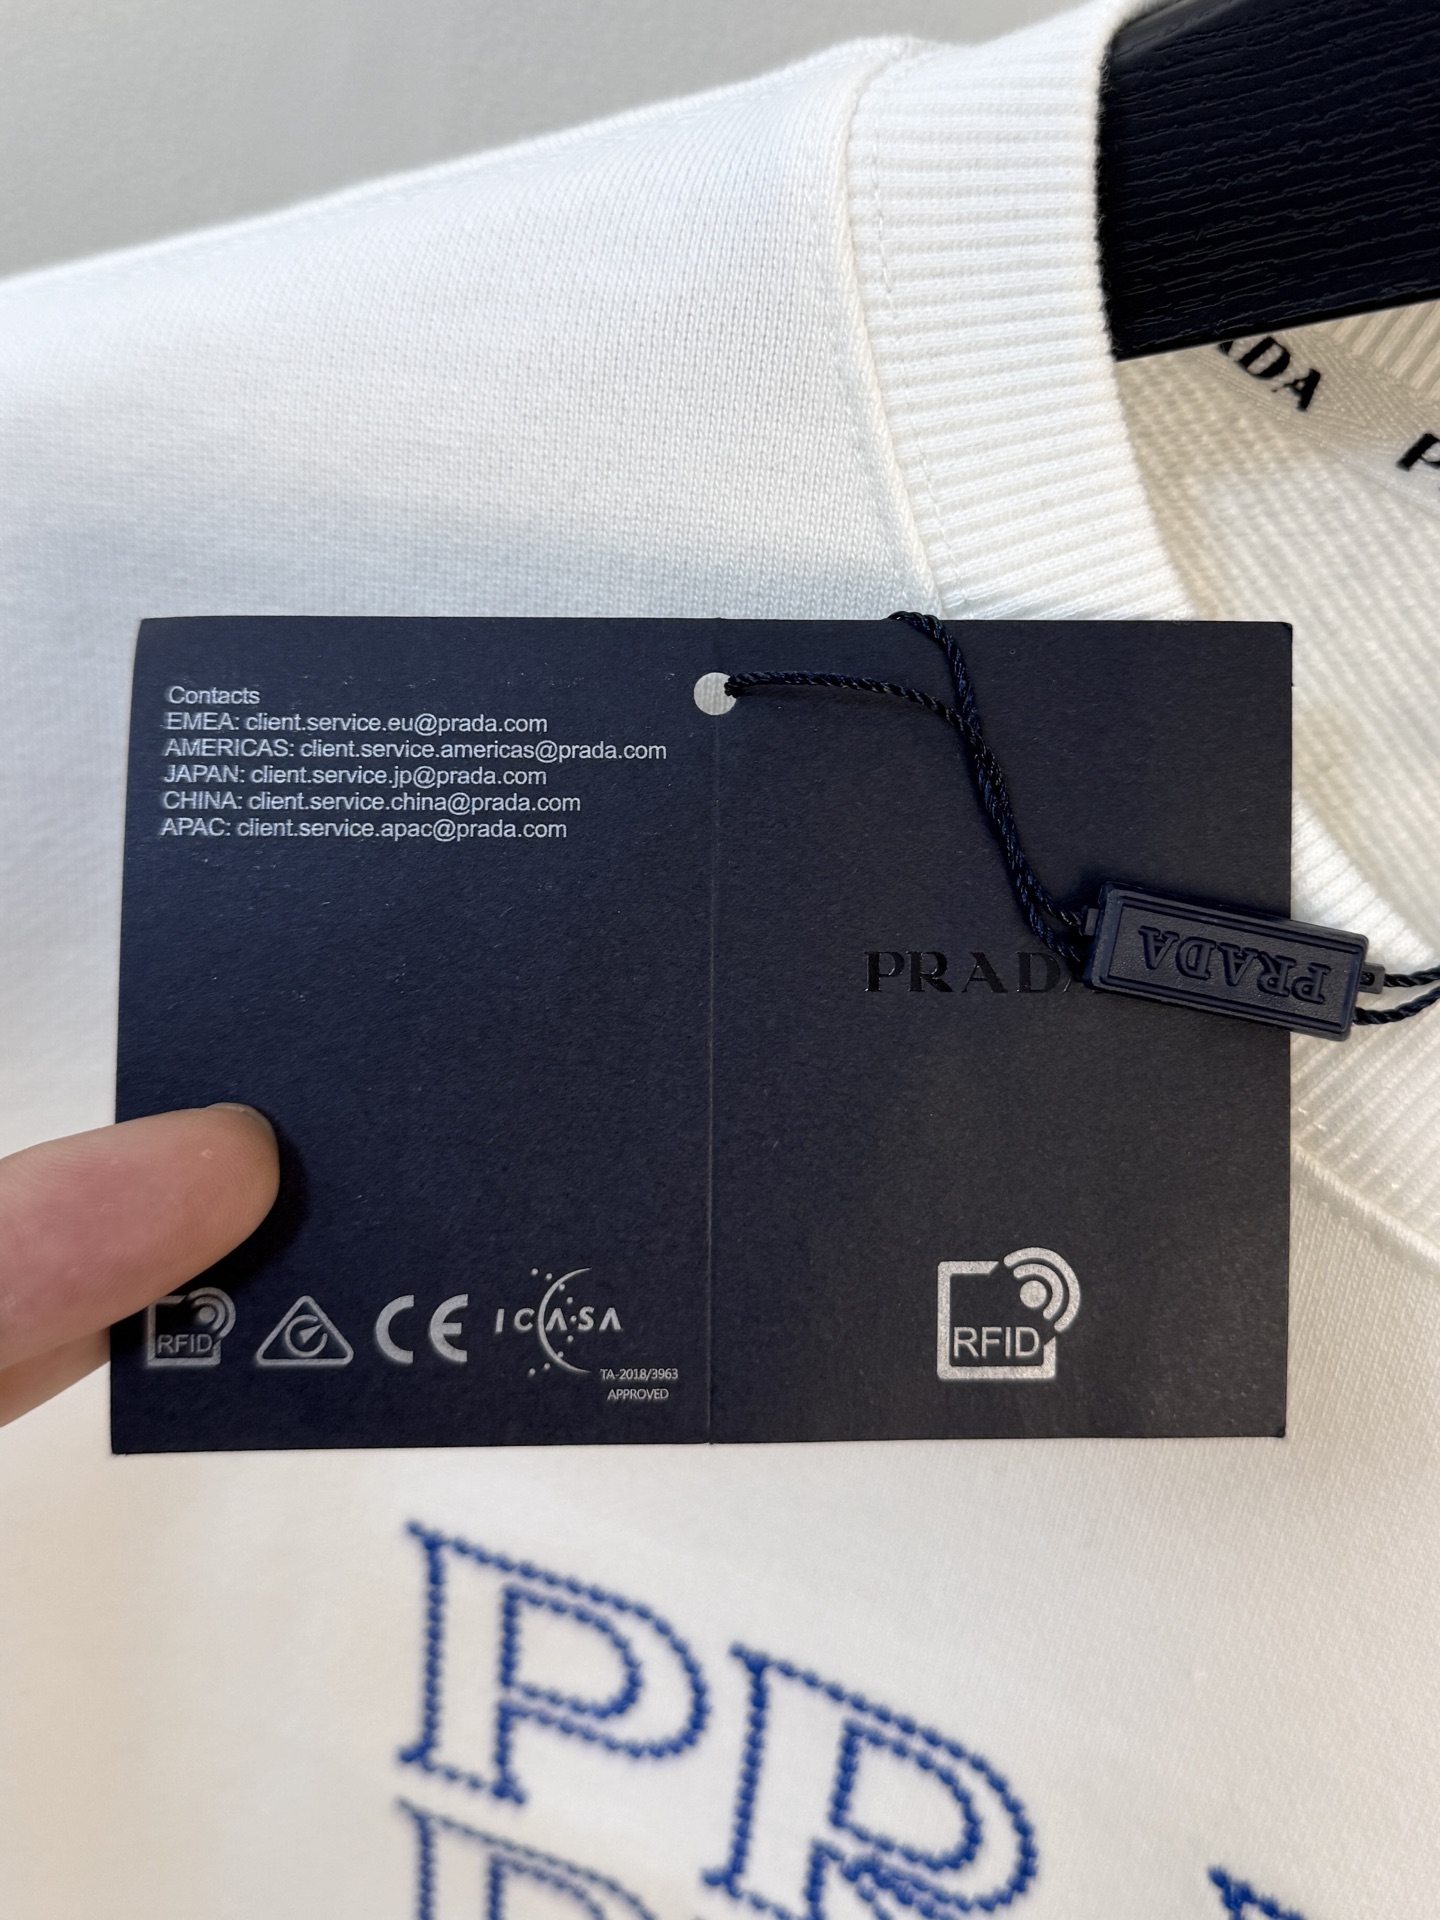 ADA
P
Contacts
EMEA: client.service.eu@prada.com
AMERICAS: client.service.americas@prada.com
JAPAN: client.service.jp@prada.com
CHINA: client.service.china@prada.com
APAC: client.service.apac@prada.com
PRADA
PRADA
RFID
CE
ICASA
TA-2018/3963
APPROVED
RFID
PR